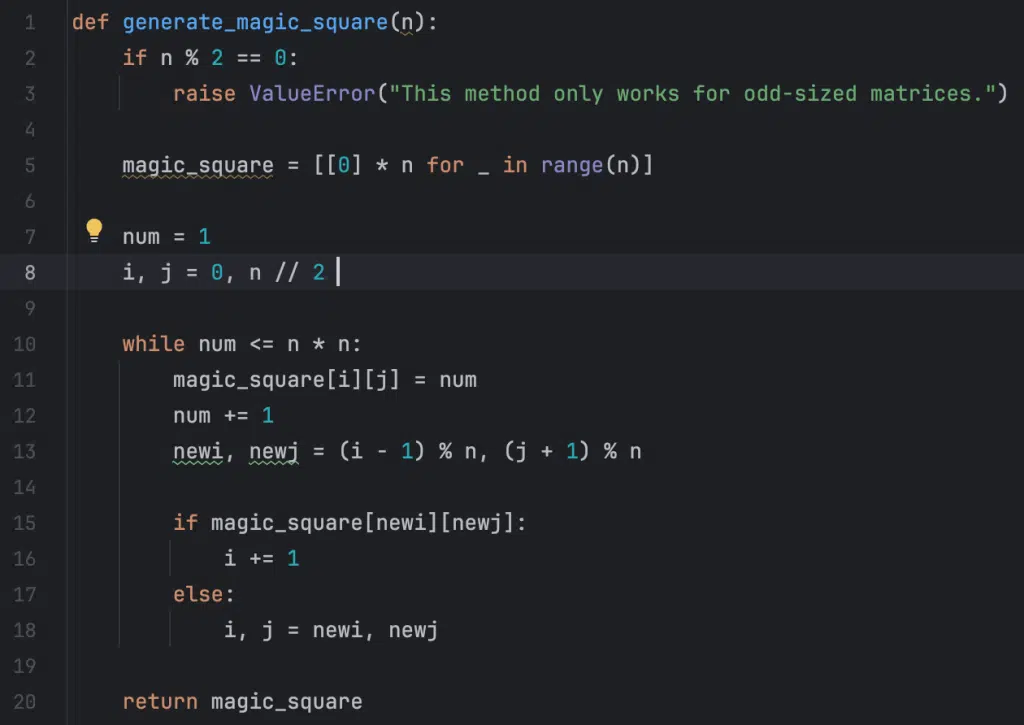 1 def generate_magic_square(n):
2     if n % 2 == 0:
3         raise ValueError("This method only works for odd-sized matrices.")
4
5     magic_square = [[0] * n for _ in range(n)]
6
7     num = 1
8     i, j = 0, n // 2
9
10     while num <= n * n:
11         magic_square[i][j] = num
12         num += 1
13         newi, newj = (i - 1) % n, (j + 1) % n
14
15         if magic_square[newi][newj]:
16             i += 1
17         else:
18             i, j = newi, newj
19
20     return magic_square